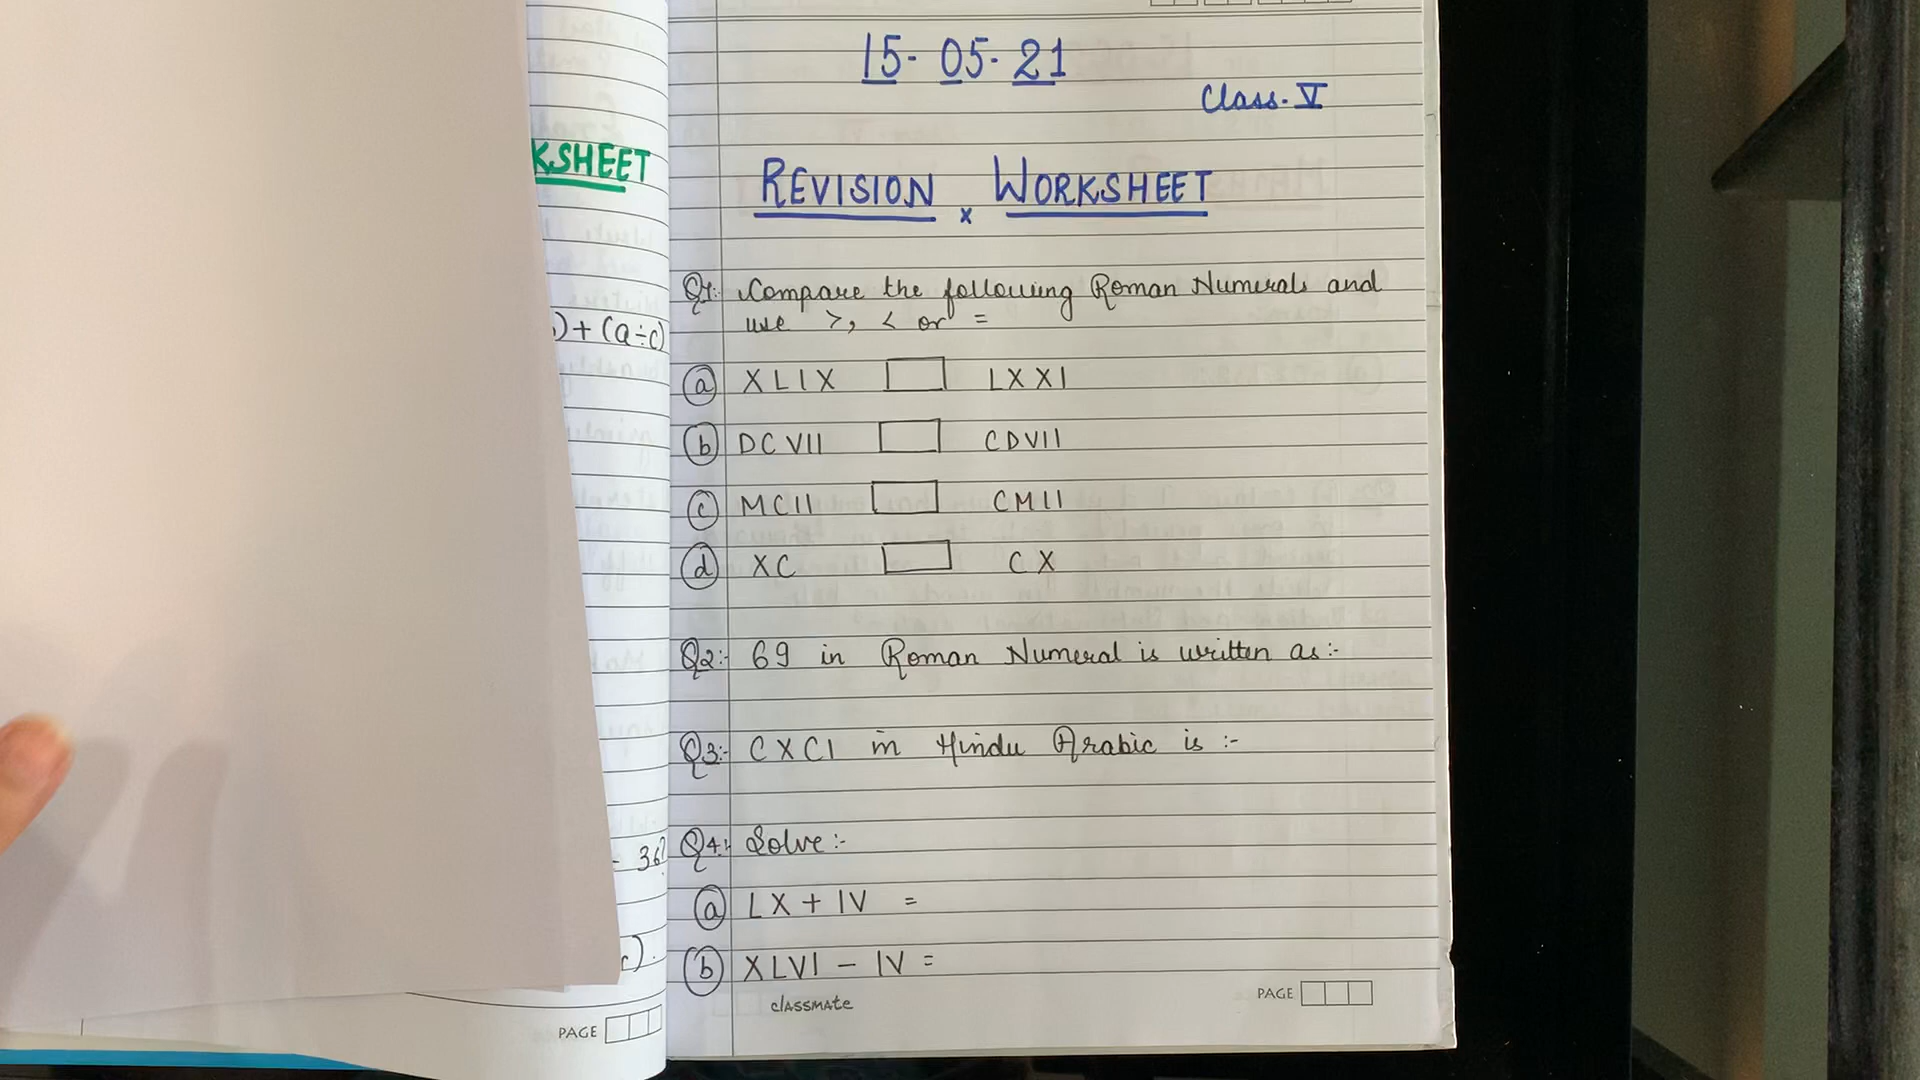 KSHEET
) + (a÷c)
- 36?
c).
PAGE
15-05-21
Class-V
REVISION x WORKSHEET
Q1:- Compare the following Roman Numerals and
use >, < or =
(a) XLIX LXXI
(b) DCVII CDVII
(c) MCII CMII
(d) XC CX
Q2:- 69 in Roman Numeral is written as:-
Q3:- CXCI in Hindu Arabic is :-
Q4:- Solve:-
(a) LX + IV =
(b) XLVI - IV =
classmate
PAGE